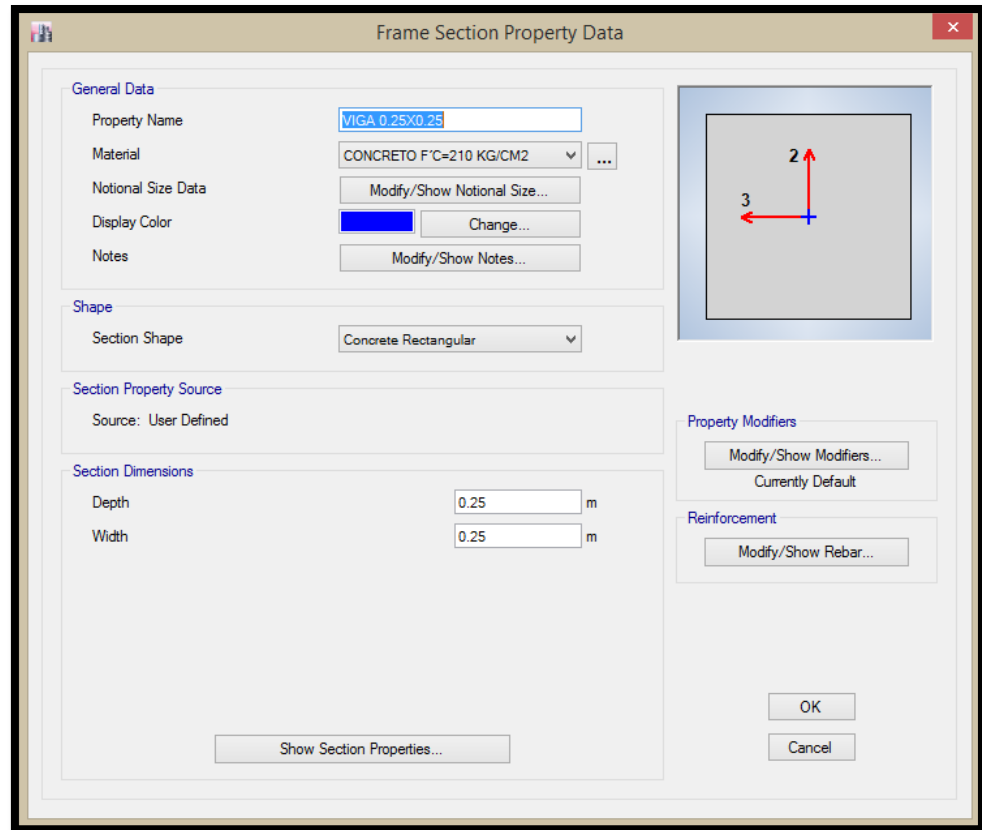 Frame Section Property Data
General Data
Property Name VIGA 0.25X0.25
Material CONCRETO F´C=210 KG/CM2 ...
Notional Size Data Modify/Show Notional Size...
Display Color Change...
Notes Modify/Show Notes...
2
3
Shape
Section Shape Concrete Rectangular
Section Property Source
Source: User Defined
Section Dimensions
Depth 0.25 m
Width 0.25 m
Show Section Properties...
Property Modifiers
Modify/Show Modifiers...
Currently Default
Reinforcement
Modify/Show Rebar...
OK
Cancel